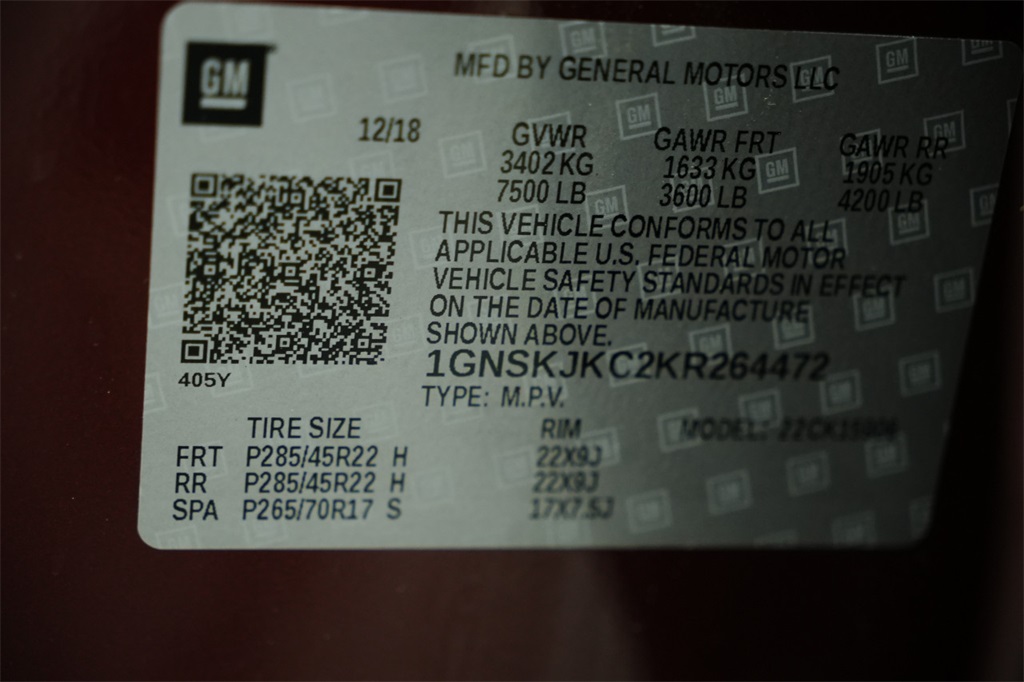 GM
MFD BY GENERAL MOTORS LLC
12/18 GVWR GAWR FRT GAWR RR
3402 KG 1633 KG 1905 KG
7500 LB 3600 LB 4200 LB
THIS VEHICLE CONFORMS TO ALL
APPLICABLE U.S. FEDERAL MOTOR
VEHICLE SAFETY STANDARDS IN EFFECT
ON THE DATE OF MANUFACTURE
SHOWN ABOVE.
1GNSKJKC2KR264472
405Y
TYPE: M.P.V.
TIRE SIZE RIM MODEL:
FRT P285/45R22 H 22X9J
RR P285/45R22 H 22X9J
SPA P265/70R17 S 17X7.5J